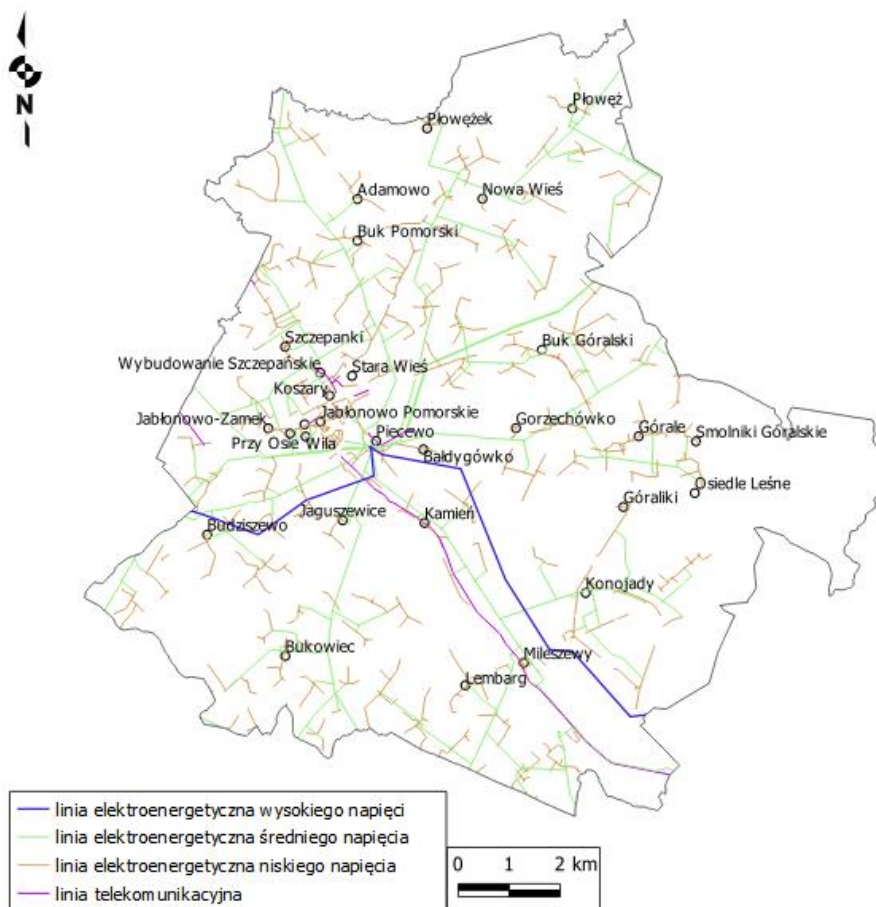 N
Płowęż
Płowężek
Adamowo
Nowa Wieś
Buk Pomorski
Szczepanki
Buk Góralski
Wybudowanie Szczepańskie
Stara Wieś
Koszary
Jabłonowo-Zamek
Jabłonowo Pomorskie
Gorzechówko
Górale
Smolniki Góralskie
Przy Osie
Wila
Piecewo
Bałdygówko
siedle Leśne
Góraliki
Jaguszewice
Kamień
Budziszewo
Konojady
Bukowiec
Mileszewy
Lembarg
linia elektroenergetyczna wysokiego napięci
linia elektroenergetyczna średniego napięcia
linia elektroenergetyczna niskiego napięcia
linia telekomunikacyjna
0 1 2 km